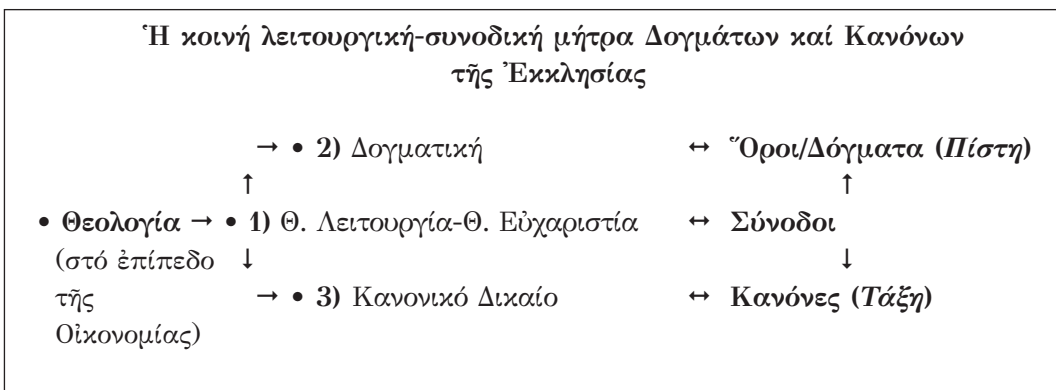 Ἡ κοινή λειτουργική-συνοδική μήτρα Δογμάτων καί Κανόνων
τῆς Ἐκκλησίας
→ • 2) Δογματική ↔ Ὅροι/Δόγματα (Πίστη)
↑ ↑
• Θεολογία → • 1) Θ. Λειτουργία-Θ. Εὐχαριστία ↔ Σύνοδοι
(στό ἐπίπεδο ↓ ↓
τῆς → • 3) Κανονικό Δικαίο ↔ Κανόνες (Τάξη)
Οἰκονομίας)